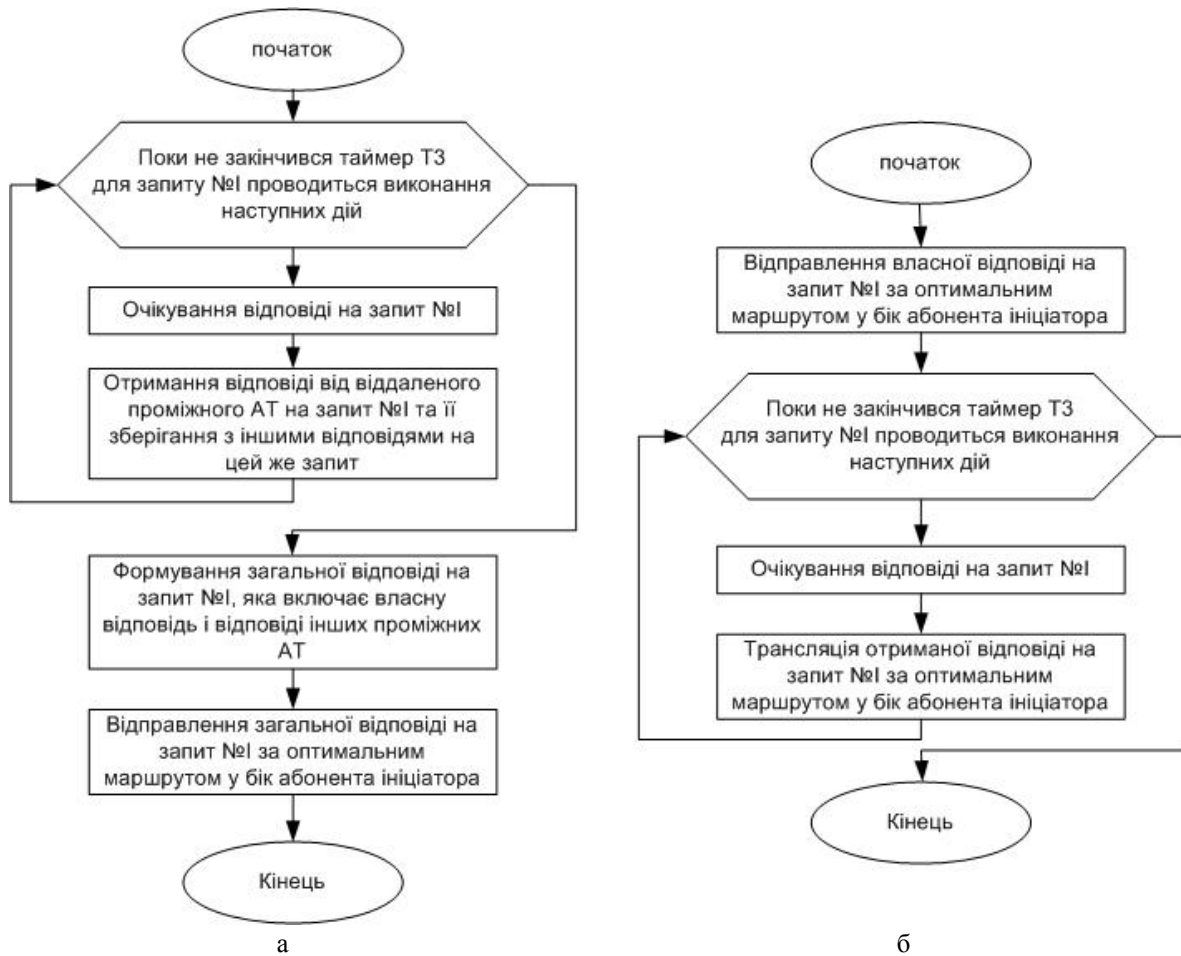 початок
Поки не закінчився таймер Т3
для запиту №І проводиться виконання
наступних дій
Очікування відповіді на запит №І
Отримання відповіді від віддаленого
проміжного АТ на запит №І та її
зберігання з іншими відповідями на
цей же запит
Формування загальної відповіді на
запит №І, яка включає власну
відповідь і відповіді інших проміжних
АТ
Відправлення загальної відповіді на
запит №І за оптимальним
маршрутом у бік абонента ініціатора
Кінець
а
початок
Відправлення власної відповіді на
запит №І за оптимальним
маршрутом у бік абонента ініціатора
Поки не закінчився таймер Т3
для запиту №І проводиться виконання
наступних дій
Очікування відповіді на запит №І
Трансляція отриманої відповіді на
запит №І за оптимальним
маршрутом у бік абонента ініціатора
Кінець
б